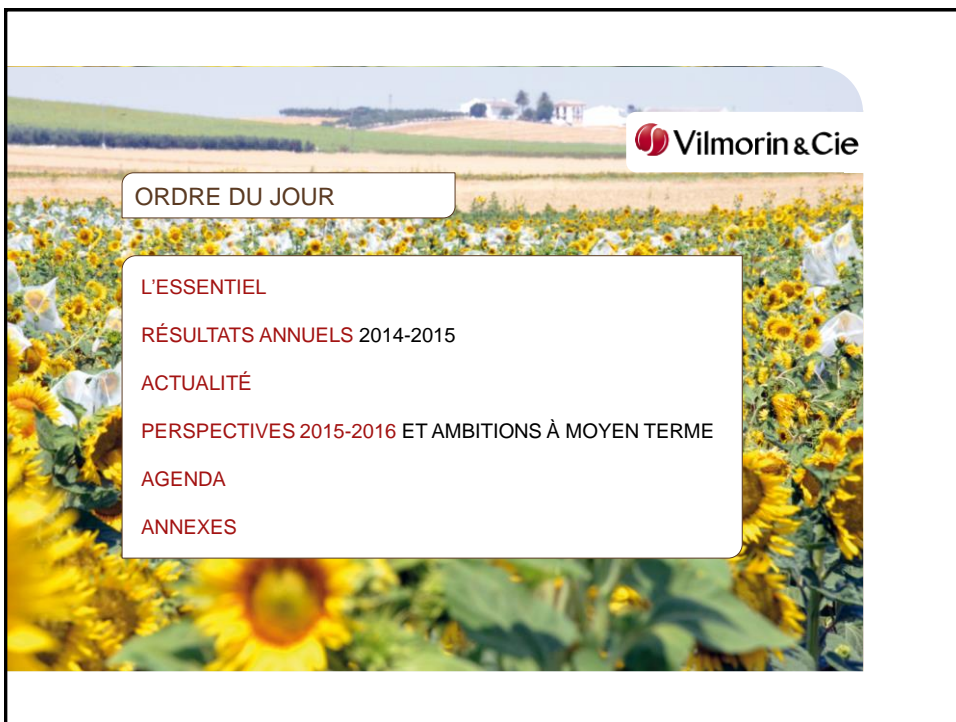 Vilmorin & Cie
ORDRE DU JOUR
L'ESSENTIEL
RÉSULTATS ANNUELS 2014-2015
ACTUALITÉ
PERSPECTIVES 2015-2016 ET AMBITIONS À MOYEN TERME
AGENDA
ANNEXES